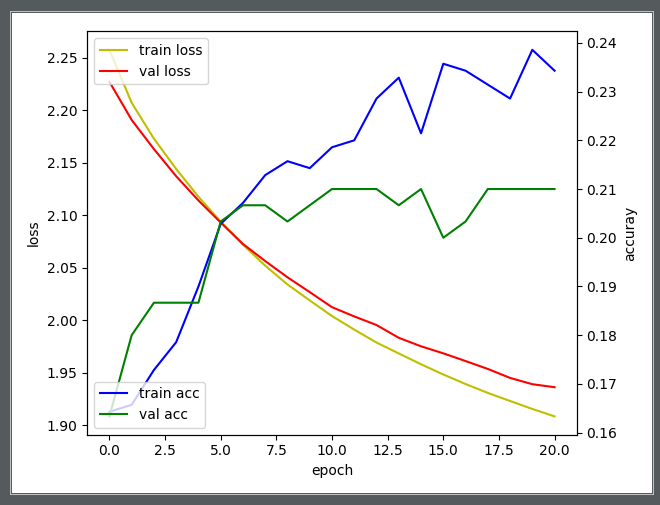 train loss
val loss
2.25
2.20
2.15
2.10
2.05
2.00
1.95
1.90
loss
0.24
0.23
0.22
0.21
0.20
0.19
0.18
0.17
0.16
accuray
train acc
val acc
0.0 2.5 5.0 7.5 10.0 12.5 15.0 17.5 20.0
epoch